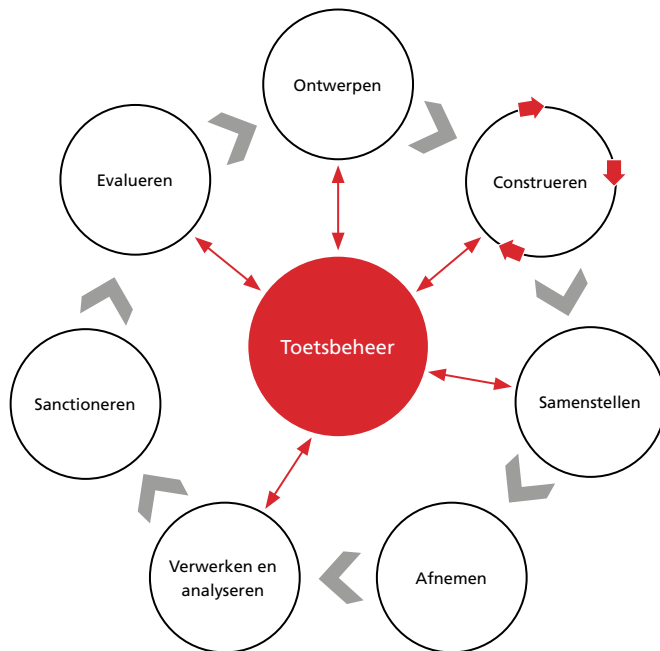 Ontwerpen
Construeren
Samenstellen
Afnemen
Verwerken en
analyseren
Sanctioneren
Evalueren
Toetsbeheer